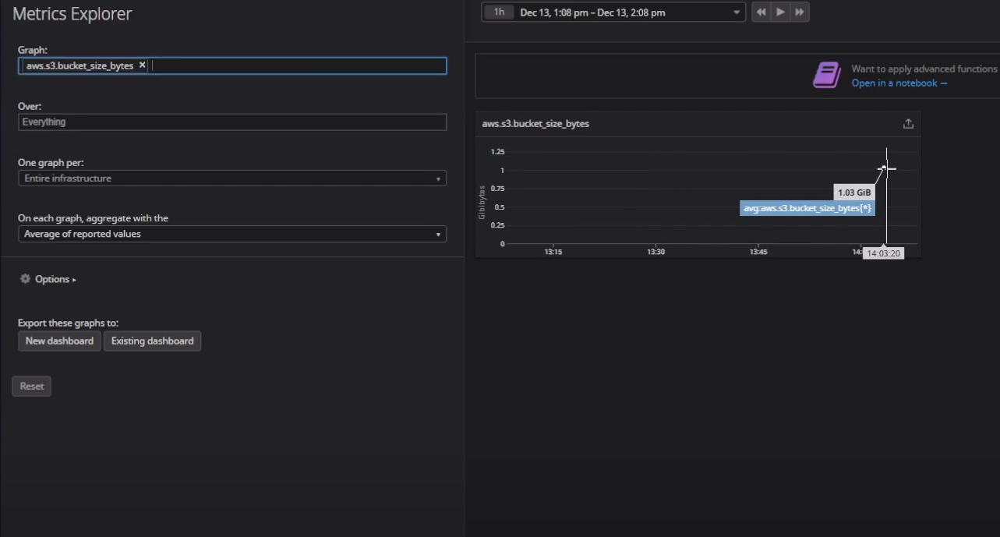 Metrics Explorer
Graph:
aws.s3.bucket_size_bytes ×
Over:
Everything
One graph per:
Entire infrastructure
On each graph, aggregate with the
Average of reported values
Options
Export these graphs to:
New dashboard
Existing dashboard
Reset
1h Dec 13, 1:08 pm – Dec 13, 2:08 pm
Want to apply advanced functions
Open in a notebook →
aws.s3.bucket_size_bytes
Gibibytes
1.25
1
0.75
0.5
0.25
0
1.03 GiB
avg:aws.s3.bucket_size_bytes{*}
13:15
13:30
13:45
14:
14:03:20